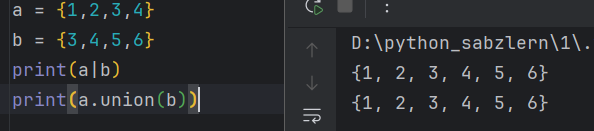 a = {1,2,3,4}
b = {3,4,5,6}
print(a|b)
print(a.union(b))
D:\python_sabzlern\1\.
{1, 2, 3, 4, 5, 6}
{1, 2, 3, 4, 5, 6}